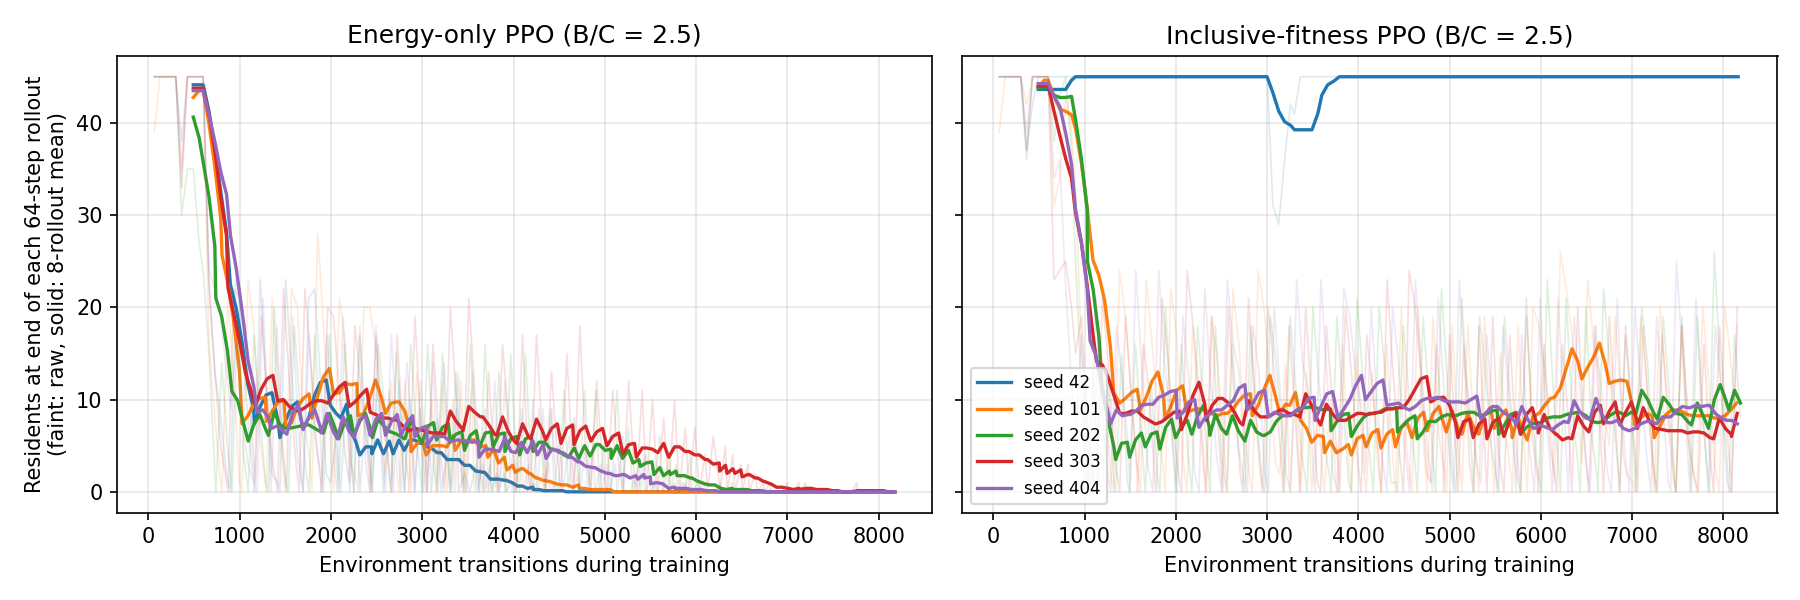 Energy-only PPO (B/C = 2.5)
Inclusive-fitness PPO (B/C = 2.5)
Residents at end of each 64-step rollout
(faint: raw, solid: 8-rollout mean)
40
30
20
10
0
seed 42
seed 101
seed 202
seed 303
seed 404
0 1000 2000 3000 4000 5000 6000 7000 8000
0 1000 2000 3000 4000 5000 6000 7000 8000
Environment transitions during training
Environment transitions during training